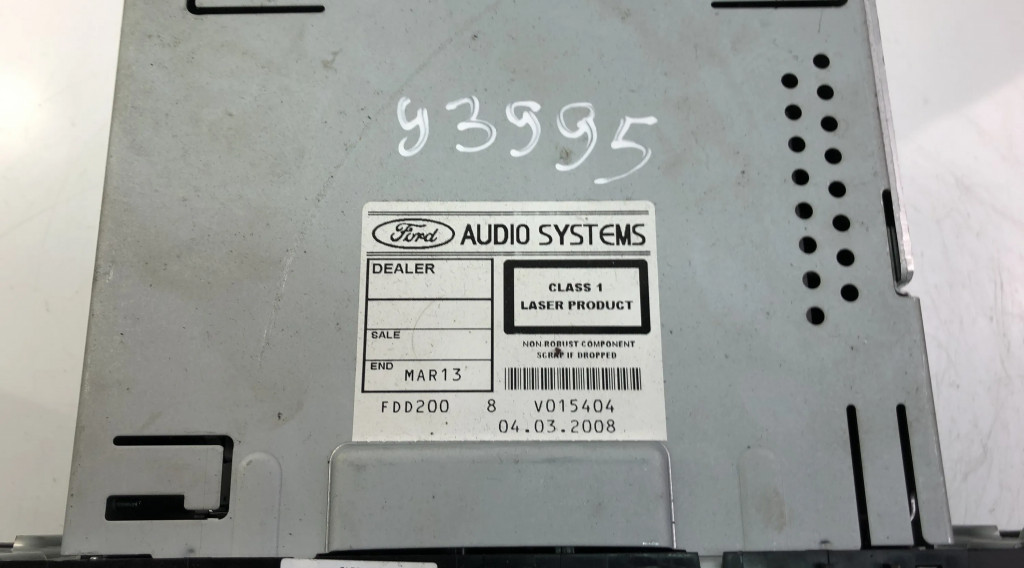 93995
Ford AUDIO SYSTEMS
DEALER
CLASS 1
LASER PRODUCT
SALE
NON-ROBUST COMPONENT
SCRAP IF DROPPED
END MAR13
FDD200 8 V015404
04.03.2008